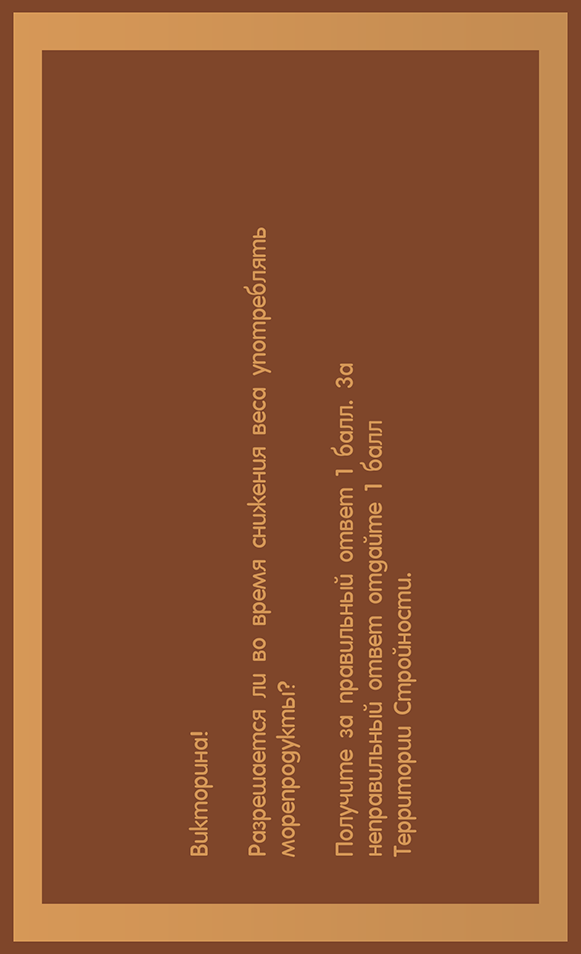 Викторина!
Разрешается ли во время снижения веса употреблять
морепродукты?
Получите за правильный ответ 1 балл. За
неправильный ответ отдайте 1 балл
Территории Стройности.